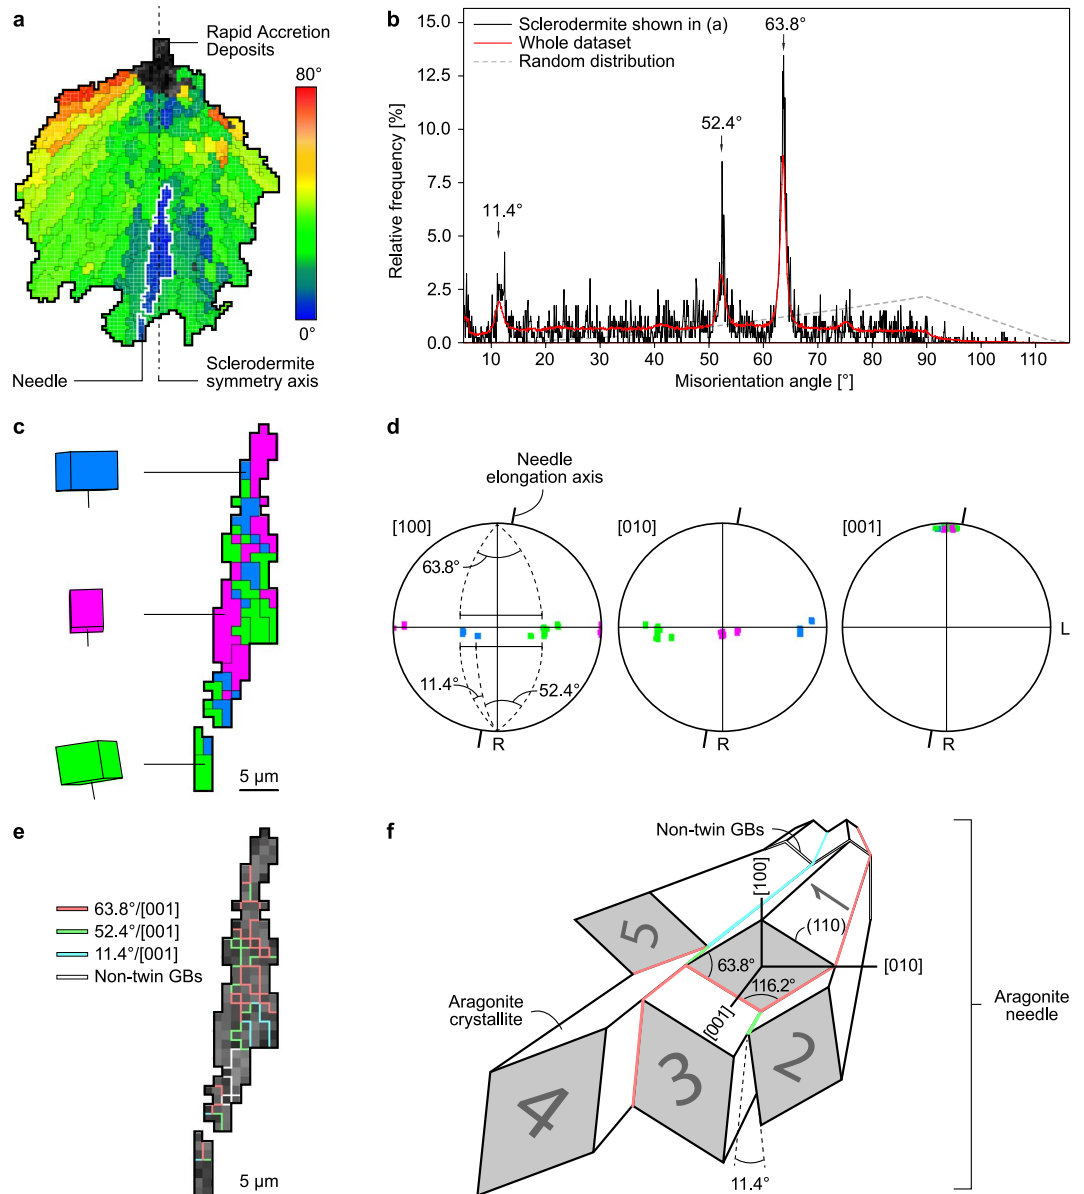 a
Rapid Accretion
Deposits
80°
0°
Needle
Sclerodermite
symmetry axis
b
Relative frequency [%]
15.0
12.5
10.0
7.5
5.0
2.5
0.0
Sclerodermite shown in (a)
Whole dataset
Random distribution
63.8°
52.4°
11.4°
10 20 30 40 50 60 70 80 90 100 110
Misorientation angle [°]
c
5 µm
d
Needle
elongation axis
[100]
63.8°
11.4°
52.4°
R
[010]
R
[001]
L
R
e
63.8°/[001]
52.4°/[001]
11.4°/[001]
Non-twin GBs
5 µm
f
Non-twin GBs
[100]
1
(110)
5
63.8°
[010]
116.2°
[001]
Aragonite
crystallite
Aragonite
needle
2
3
4
11.4°